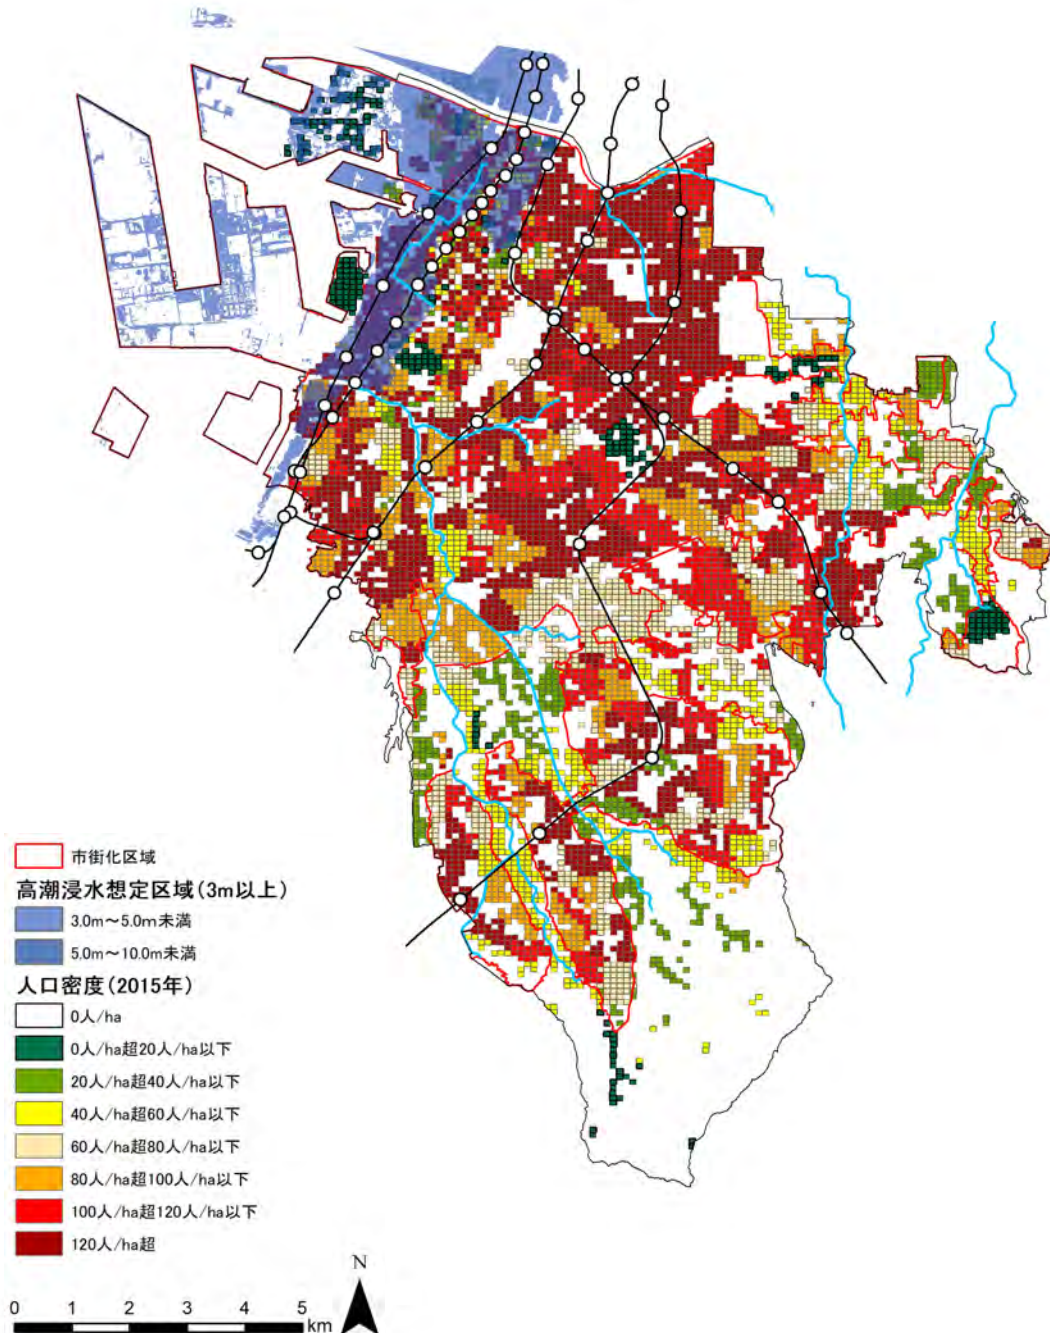 市街化区域
高潮浸水想定区域(3m以上)
3.0m～5.0m未満
5.0m～10.0m未満
人口密度(2015年)
0人/ha
0人/ha超20人/ha以下
20人/ha超40人/ha以下
40人/ha超60人/ha以下
60人/ha超80人/ha以下
80人/ha超100人/ha以下
100人/ha超120人/ha以下
120人/ha超
N
0 1 2 3 4 5
km